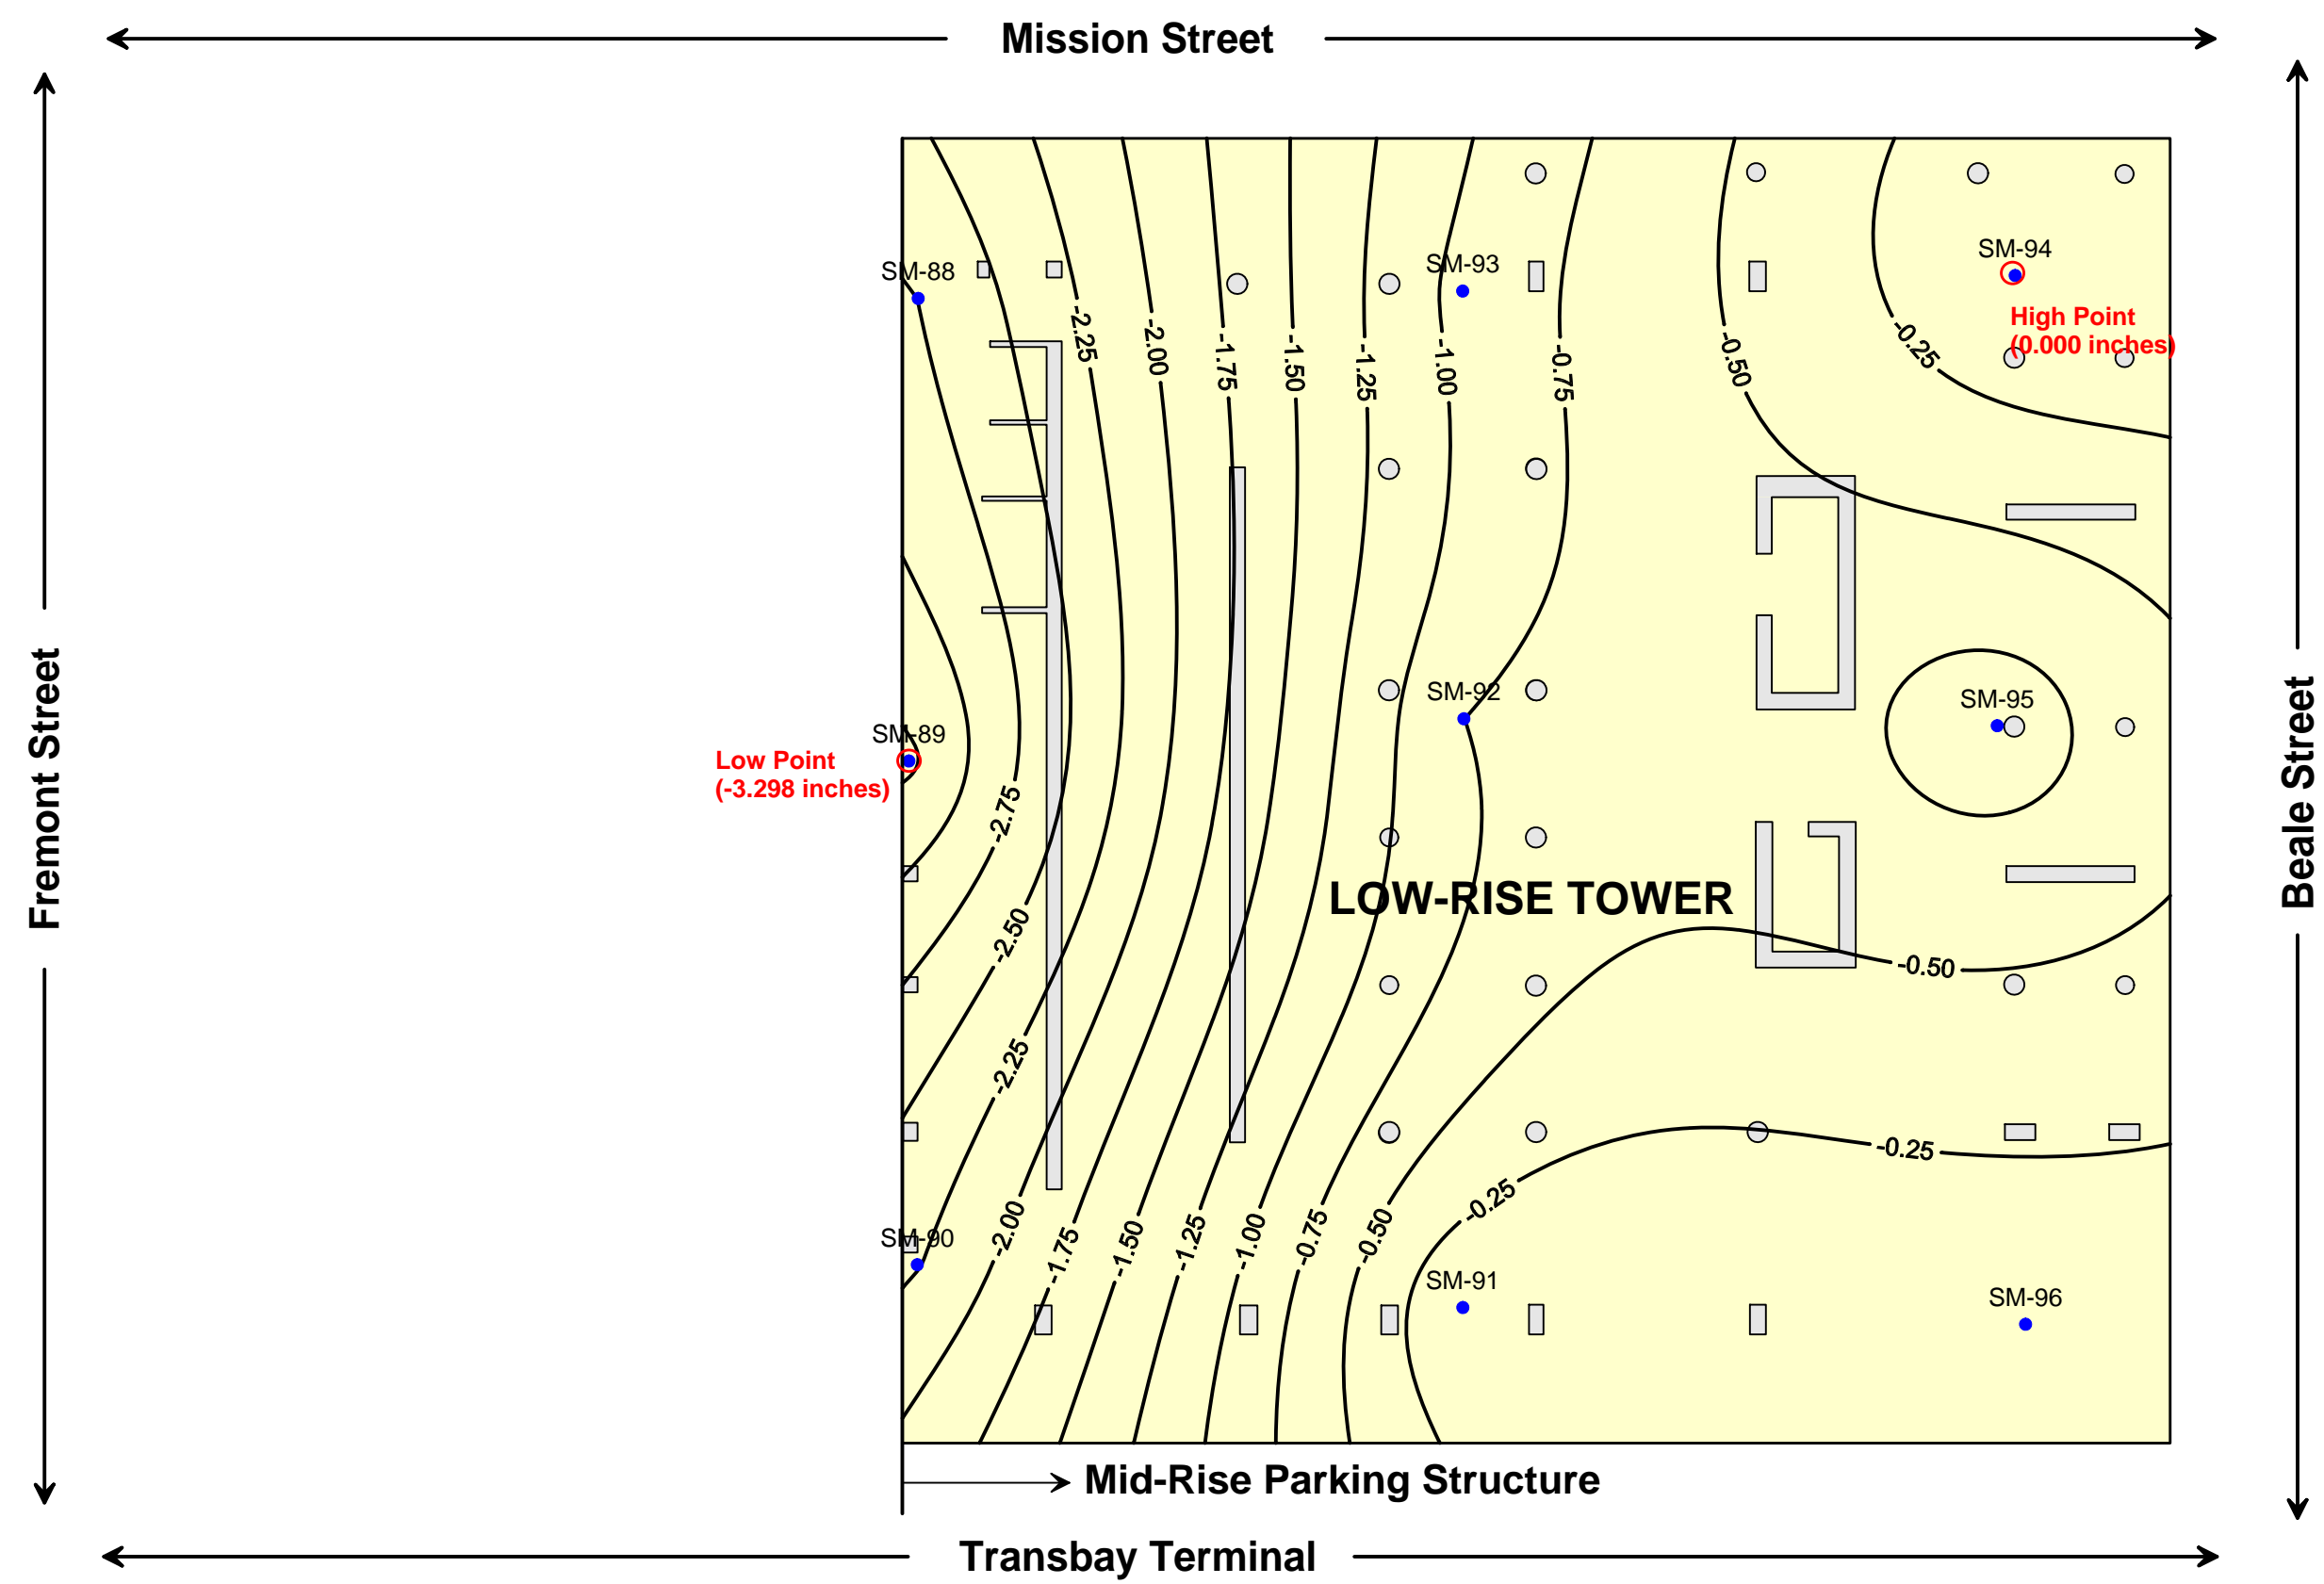 Mission Street
SM-88
SM-93
SM-94
High Point
(0.000 inches)
-2.25
-2.00
-1.75
-1.50
-1.25
-1.00
-0.75
-0.50
-0.25
Fremont Street
Beale Street
SM-89
Low Point
(-3.298 inches)
SM-92
SM-95
-2.75
LOW-RISE TOWER
-2.50
-0.50
-2.25
-0.25
-0.25
SM-90
-2.00
-1.75
-1.50
-1.25
-1.00
-0.75
-0.50
SM-91
SM-96
Mid-Rise Parking Structure
Transbay Terminal